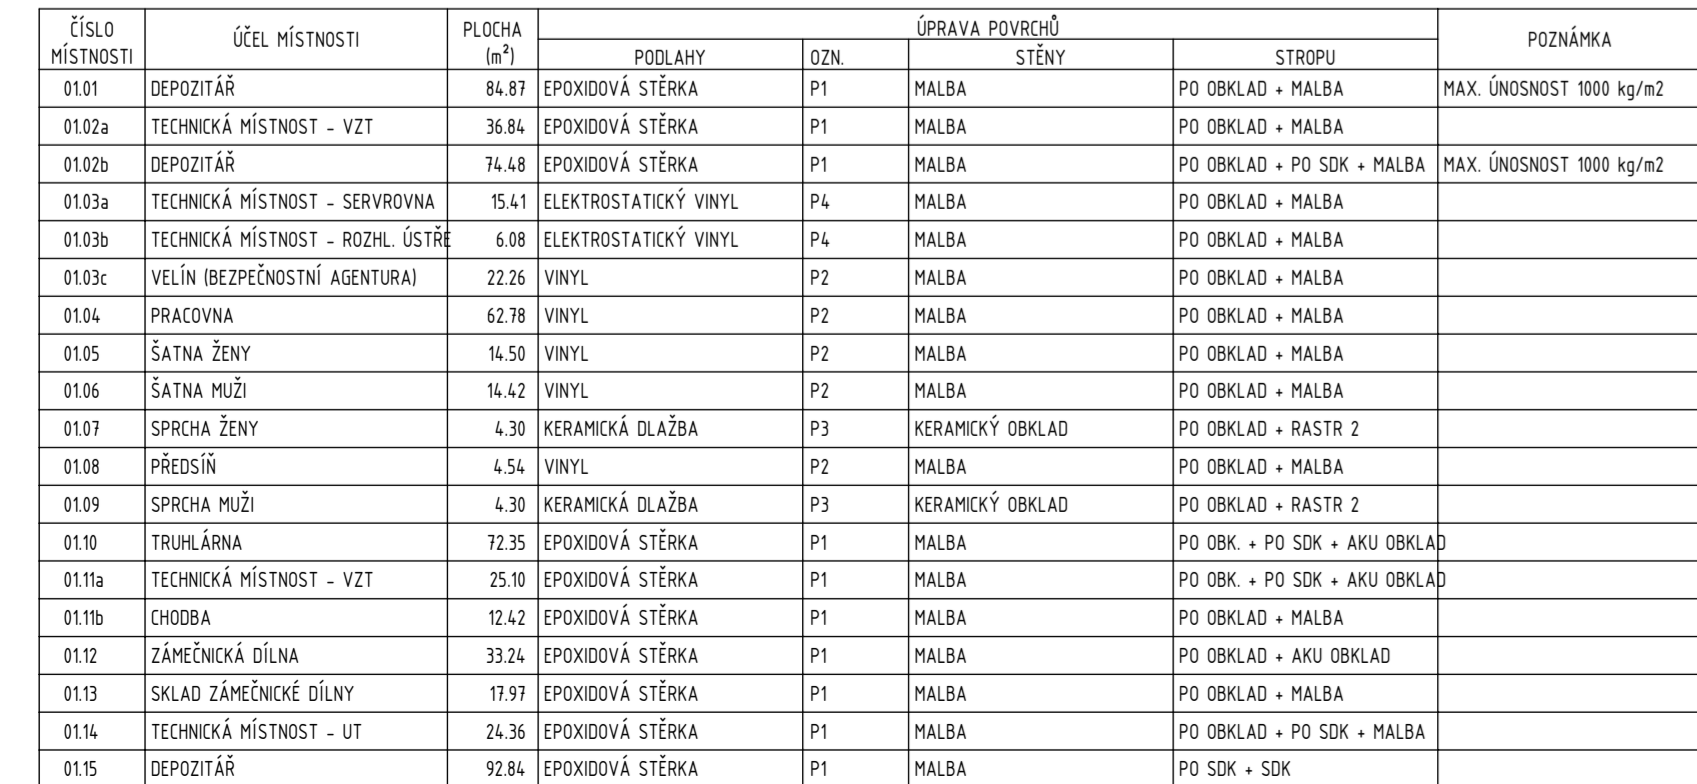 ČÍSLO MÍSTNOSTI ÚČEL MÍSTNOSTI PLOCHA (m²) ÚPRAVA POVRCHŮ POZNÁMKA
PODLAHY OZN. STĚNY STROPU
01.01 DEPOZITÁŘ 84.87 EPOXIDOVÁ STĚRKA P1 MALBA PO OBKLAD + MALBA MAX. ÚNOSNOST 1000 kg/m2
01.02a TECHNICKÁ MÍSTNOST - VZT 36.84 EPOXIDOVÁ STĚRKA P1 MALBA PO OBKLAD + MALBA
01.02b DEPOZITÁŘ 74.48 EPOXIDOVÁ STĚRKA P1 MALBA PO OBKLAD + PO SDK + MALBA MAX. ÚNOSNOST 1000 kg/m2
01.03a TECHNICKÁ MÍSTNOST - SERVROVNA 15.41 ELEKTROSTATICKÝ VINYL P4 MALBA PO OBKLAD + MALBA
01.03b TECHNICKÁ MÍSTNOST - ROZHL. ÚSTŘE 6.08 ELEKTROSTATICKÝ VINYL P4 MALBA PO OBKLAD + MALBA
01.03c VELÍN (BEZPEČNOSTNÍ AGENTURA) 22.26 VINYL P2 MALBA PO OBKLAD + MALBA
01.04 PRACOVNA 62.78 VINYL P2 MALBA PO OBKLAD + MALBA
01.05 ŠATNA ŽENY 14.50 VINYL P2 MALBA PO OBKLAD + MALBA
01.06 ŠATNA MUŽI 14.42 VINYL P2 MALBA PO OBKLAD + MALBA
01.07 SPRCHA ŽENY 4.30 KERAMICKÁ DLAŽBA P3 KERAMICKÝ OBKLAD PO OBKLAD + RASTR 2
01.08 PŘEDSÍŇ 4.54 VINYL P2 MALBA PO OBKLAD + MALBA
01.09 SPRCHA MUŽI 4.30 KERAMICKÁ DLAŽBA P3 KERAMICKÝ OBKLAD PO OBKLAD + RASTR 2
01.10 TRUHLÁRNA 72.35 EPOXIDOVÁ STĚRKA P1 MALBA PO OBK. + PO SDK + AKU OBKLAD
01.11a TECHNICKÁ MÍSTNOST - VZT 25.10 EPOXIDOVÁ STĚRKA P1 MALBA PO OBK. + PO SDK + AKU OBKLAD
01.11b CHODBA 12.42 EPOXIDOVÁ STĚRKA P1 MALBA PO OBKLAD + MALBA
01.12 ZÁMEČNICKÁ DÍLNA 33.24 EPOXIDOVÁ STĚRKA P1 MALBA PO OBKLAD + AKU OBKLAD
01.13 SKLAD ZÁMEČNICKÉ DÍLNY 17.97 EPOXIDOVÁ STĚRKA P1 MALBA PO OBKLAD + MALBA
01.14 TECHNICKÁ MÍSTNOST - UT 24.36 EPOXIDOVÁ STĚRKA P1 MALBA PO OBKLAD + PO SDK + MALBA
01.15 DEPOZITÁŘ 92.84 EPOXIDOVÁ STĚRKA P1 MALBA PO SDK + SDK